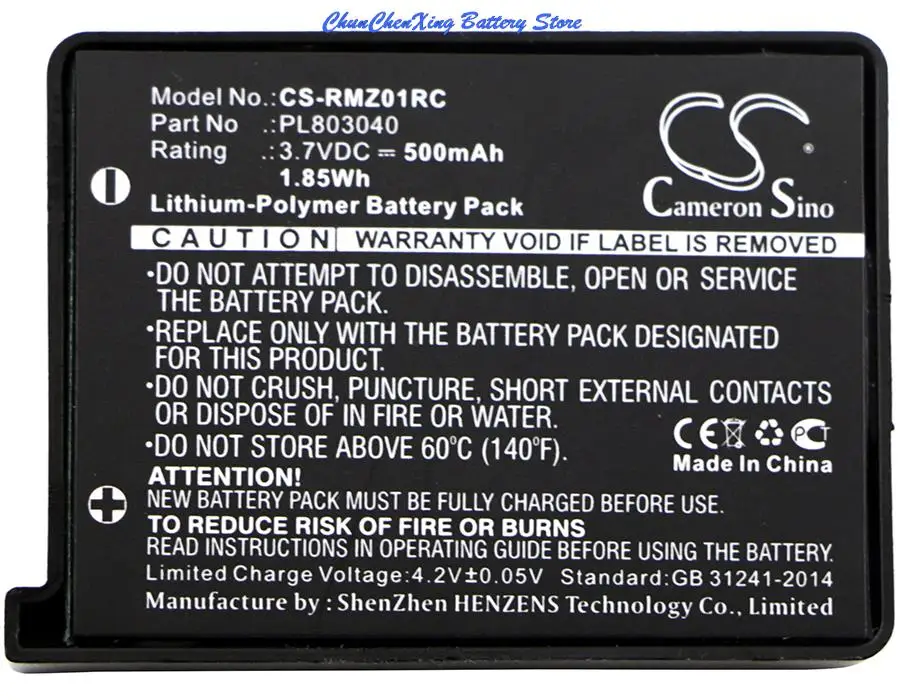 ChunChenXing Battery Store
Model No.:CS-RMZ01RC
Part No .:PL803040
Rating .:3.7VDC ⎓ 500mAh
1.85Wh
Lithium-Polymer Battery Pack
CS
Cameron Sino
CAUTION WARRANTY VOID IF LABEL IS REMOVED
·DO NOT ATTEMPT TO DISASSEMBLE, OPEN OR SERVICE
THE BATTERY PACK.
·REPLACE ONLY WITH THE BATTERY PACK DESIGNATED
FOR THIS PRODUCT.
·DO NOT CRUSH, PUNCTURE, SHORT EXTERNAL CONTACTS
OR DISPOSE OF IN FIRE OR WATER.
·DO NOT STORE ABOVE 60°C (140°F).
CE PCT
Made In China
ATTENTION!
NEW BATTERY PACK MUST BE FULLY CHARGED BEFORE USE.
TO REDUCE RISK OF FIRE OR BURNS
READ INSTRUCTIONS IN OPERATING GUIDE BEFORE USING THE BATTERY.
Limited Charge Voltage:4.2V±0.05V Standard:GB 31241-2014
Manufactured by : ShenZhen HENZENS Technology Co., Limited